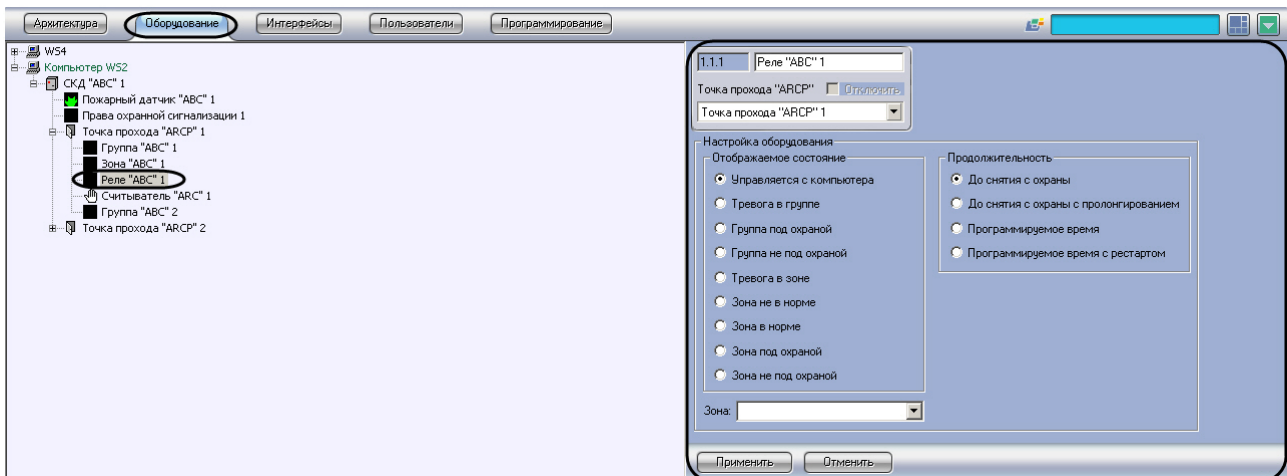 Архитектура Оборудование Интерфейсы Пользователи Программирование
WS4
Компьютер WS2
СКД "ABC" 1
Пожарный датчик "ABC" 1
Права охранной сигнализации 1
Точка прохода "ARCP" 1
Группа "ABC" 1
Зона "ABC" 1
Реле "ABC" 1
Считыватель "ARC" 1
Группа "ABC" 2
Точка прохода "ARCP" 2
1.1.1 Реле "ABC" 1
Точка прохода "ARCP" Отключить
Точка прохода "ARCP" 1
Настройка оборудования
Отображаемое состояние
Управляется с компьютера
Тревога в группе
Группа под охраной
Группа не под охраной
Тревога в зоне
Зона не в норме
Зона в норме
Зона под охраной
Зона не под охраной
Продолжительность
До снятия с охраны
До снятия с охраны с пролонгированием
Программируемое время
Программируемое время с рестартом
Зона:
Применить Отменить